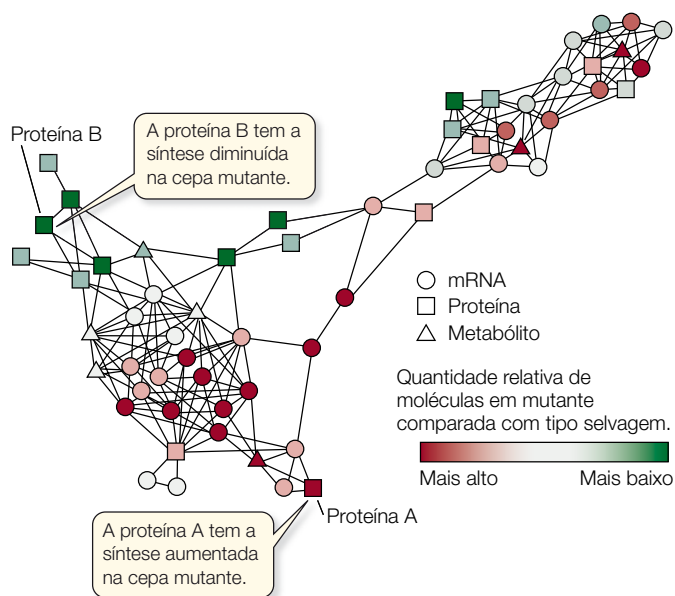 Proteína B
A proteína B tem a
síntese diminuída
na cepa mutante.
mRNA
Proteína
Metabólito
Quantidade relativa de
moléculas em mutante
comparada com tipo selvagem.
Mais alto
Mais baixo
Proteína A
A proteína A tem a
síntese aumentada
na cepa mutante.